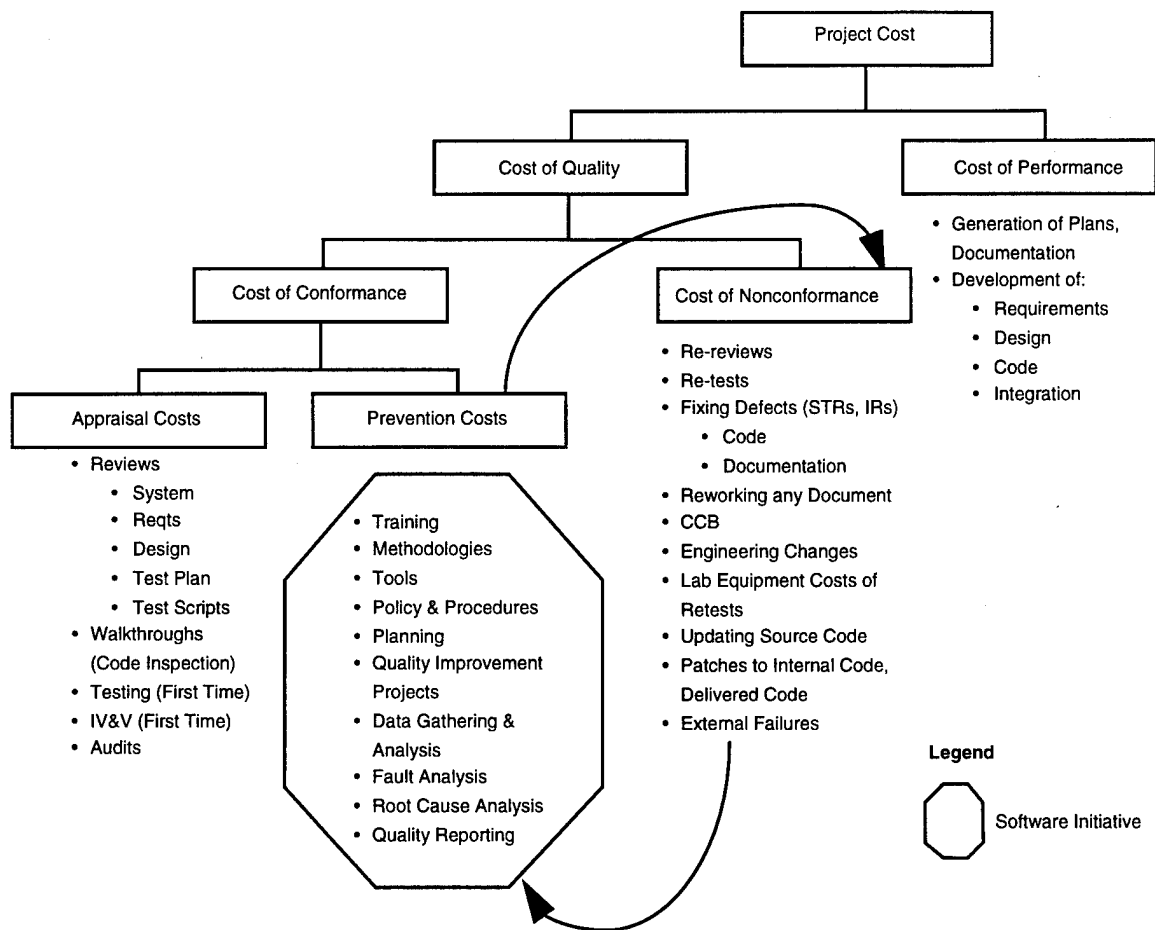 Project Cost
Cost of Quality
Cost of Performance
• Generation of Plans,
Documentation
• Development of:
• Requirements
• Design
• Code
• Integration
Cost of Conformance
Cost of Nonconformance
• Re-reviews
• Re-tests
• Fixing Defects (STRs, IRs)
• Code
• Documentation
• Reworking any Document
• CCB
• Engineering Changes
• Lab Equipment Costs of
Retests
• Updating Source Code
• Patches to Internal Code,
Delivered Code
• External Failures
Appraisal Costs
• Reviews
• System
• Reqts
• Design
• Test Plan
• Test Scripts
• Walkthroughs
(Code Inspection)
• Testing (First Time)
• IV&V (First Time)
• Audits
Prevention Costs
• Training
• Methodologies
• Tools
• Policy & Procedures
• Planning
• Quality Improvement
Projects
• Data Gathering &
Analysis
• Fault Analysis
• Root Cause Analysis
• Quality Reporting
Legend
Software Initiative